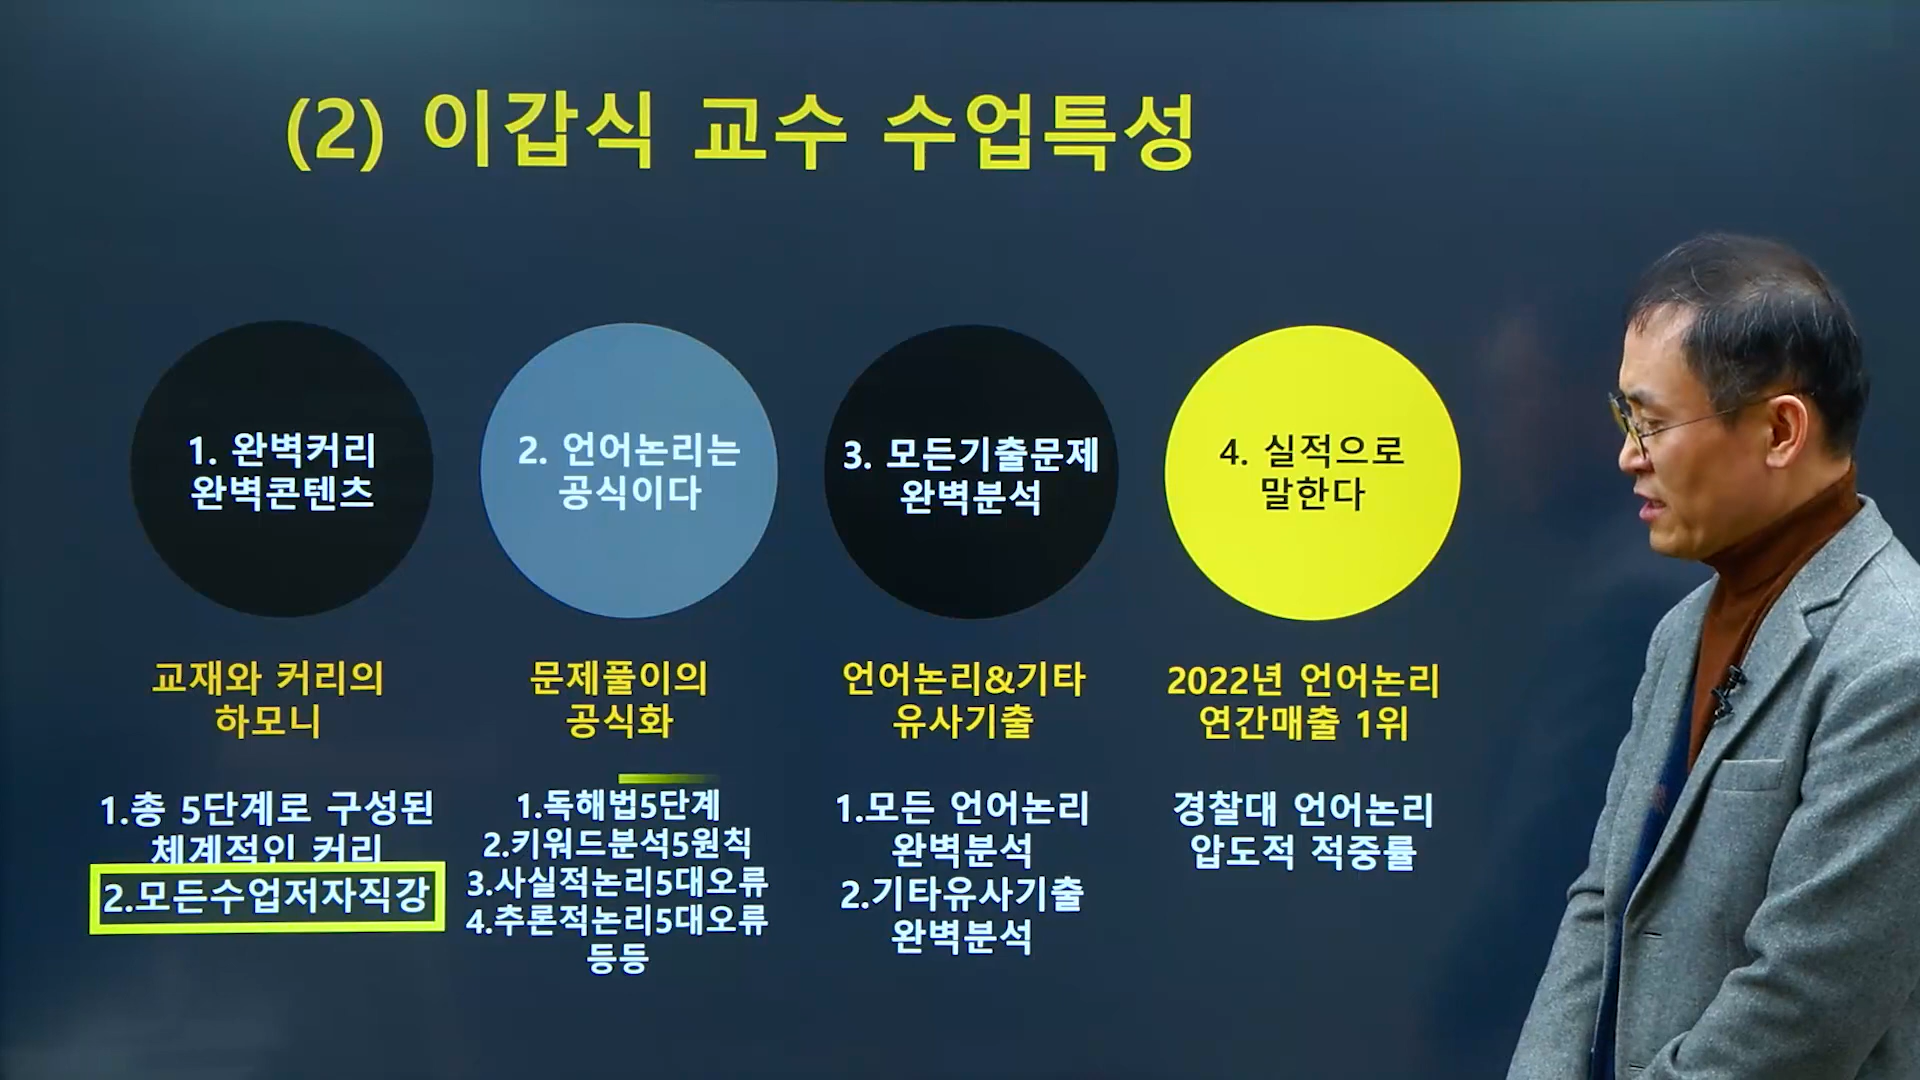 (2) 이갑식 교수 수업특성
1. 완벽커리
완벽콘텐츠
교재와 커리의
하모니
1.총 5단계로 구성된
체계적인 커리
2.모든수업저자직강
2. 언어논리는
공식이다
문제풀이의
공식화
1.독해법5단계
2.키워드분석5원칙
3.사실적논리5대오류
4.추론적논리5대오류
등등
3. 모든기출문제
완벽분석
언어논리&기타
유사기출
1.모든 언어논리
완벽분석
2.기타유사기출
완벽분석
4. 실적으로
말한다
2022년 언어논리
연간매출 1위
경찰대 언어논리
압도적 적중률